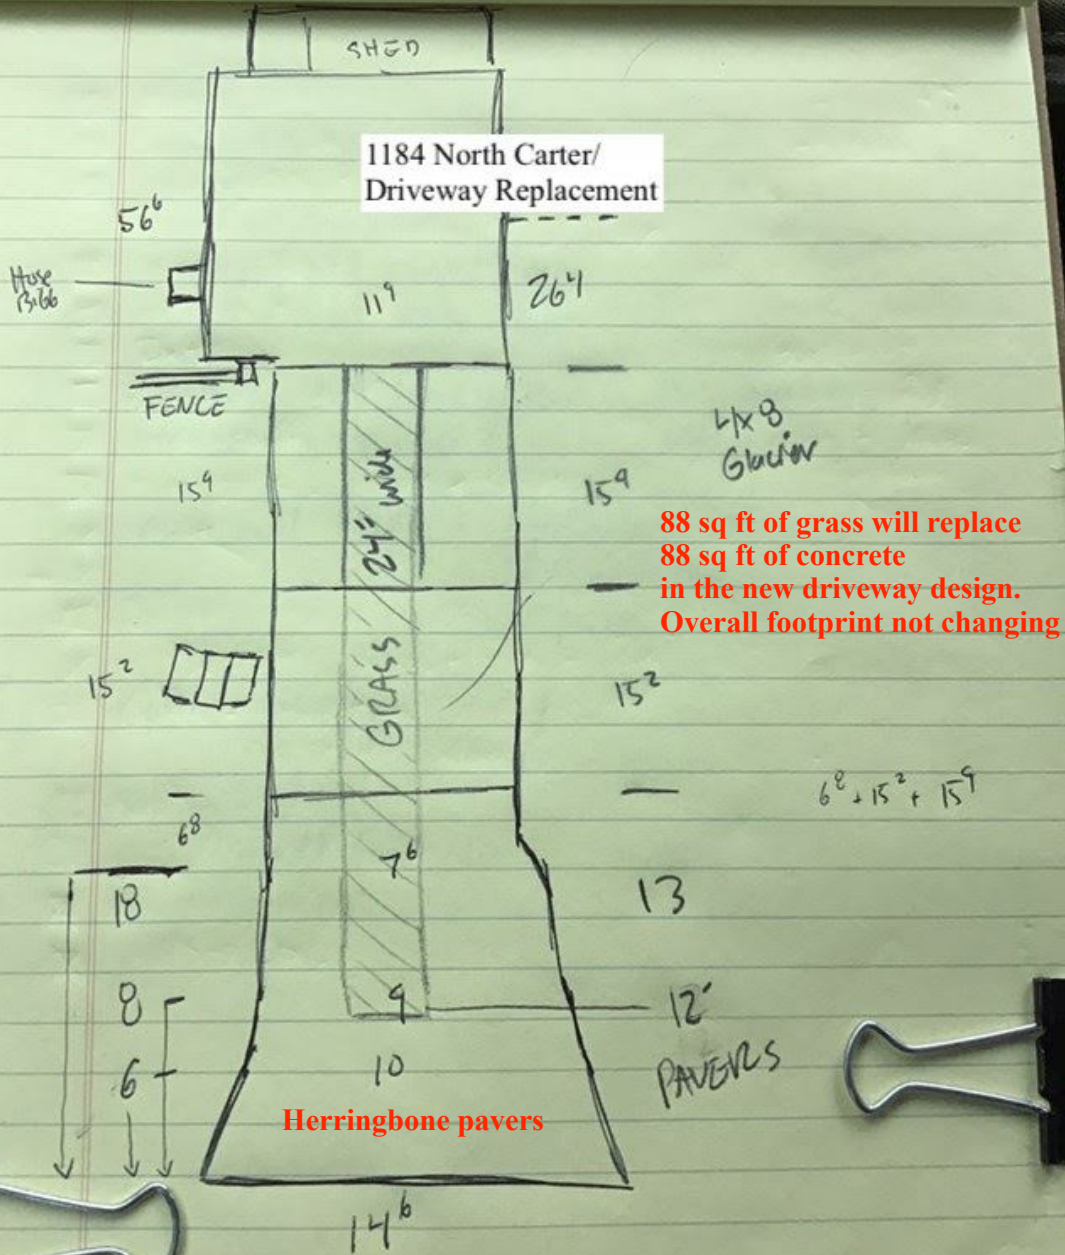 SHED
1184 North Carter/
Driveway Replacement
56⁶
Hose
Bibb
11⁹
26⁴
FENCE
4x8
Glacier
24" wide
15⁹
15⁹
88 sq ft of grass will replace
88 sq ft of concrete
in the new driveway design.
Overall footprint not changing
GRASS
15²
15²
6⁸ + 15² + 15⁹
6⁸
7⁶
18
13
8
9
12"
6
10
PAVERS
Herringbone pavers
14⁶